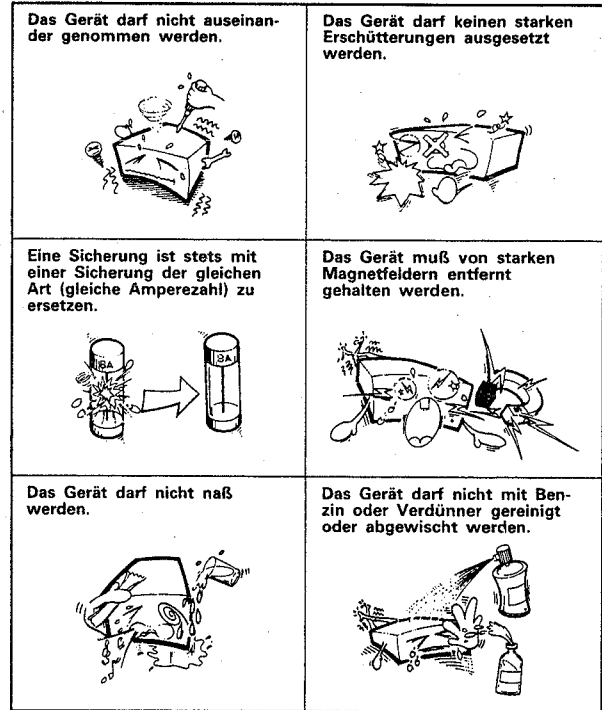 Das Gerät darf nicht auseinan-
der genommen werden.
Das Gerät darf keinen starken
Erschütterungen ausgesetzt
werden.
Eine Sicherung ist stets mit
einer Sicherung der gleichen
Art (gleiche Amperezahl) zu
ersetzen.
8A
8A
Das Gerät muß von starken
Magnetfeldern entfernt
gehalten werden.
Das Gerät darf nicht naß
werden.
Das Gerät darf nicht mit Ben-
zin oder Verdünner gereinigt
oder abgewischt werden.